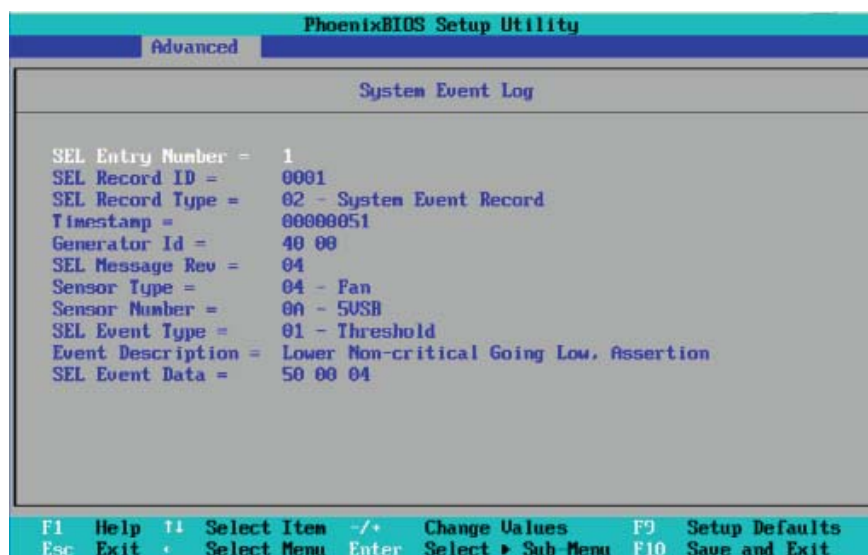 PhoenixBIOS Setup Utility
Advanced
System Event Log
SEL Entry Number = 1
SEL Record ID = 0001
SEL Record Type = 02 - System Event Record
Timestamp = 00000051
Generator Id = 40 00
SEL Message Rev = 04
Sensor Type = 04 - Fan
Sensor Number = 0A - 5VSB
SEL Event Type = 01 - Threshold
Event Description = Lower Non-critical Going Low, Assertion
SEL Event Data = 50 00 04
F1 Help ↑↓ Select Item -/+ Change Values F9 Setup Defaults
Esc Exit ← Select Menu Enter Select ▶ Sub-Menu F10 Save and Exit